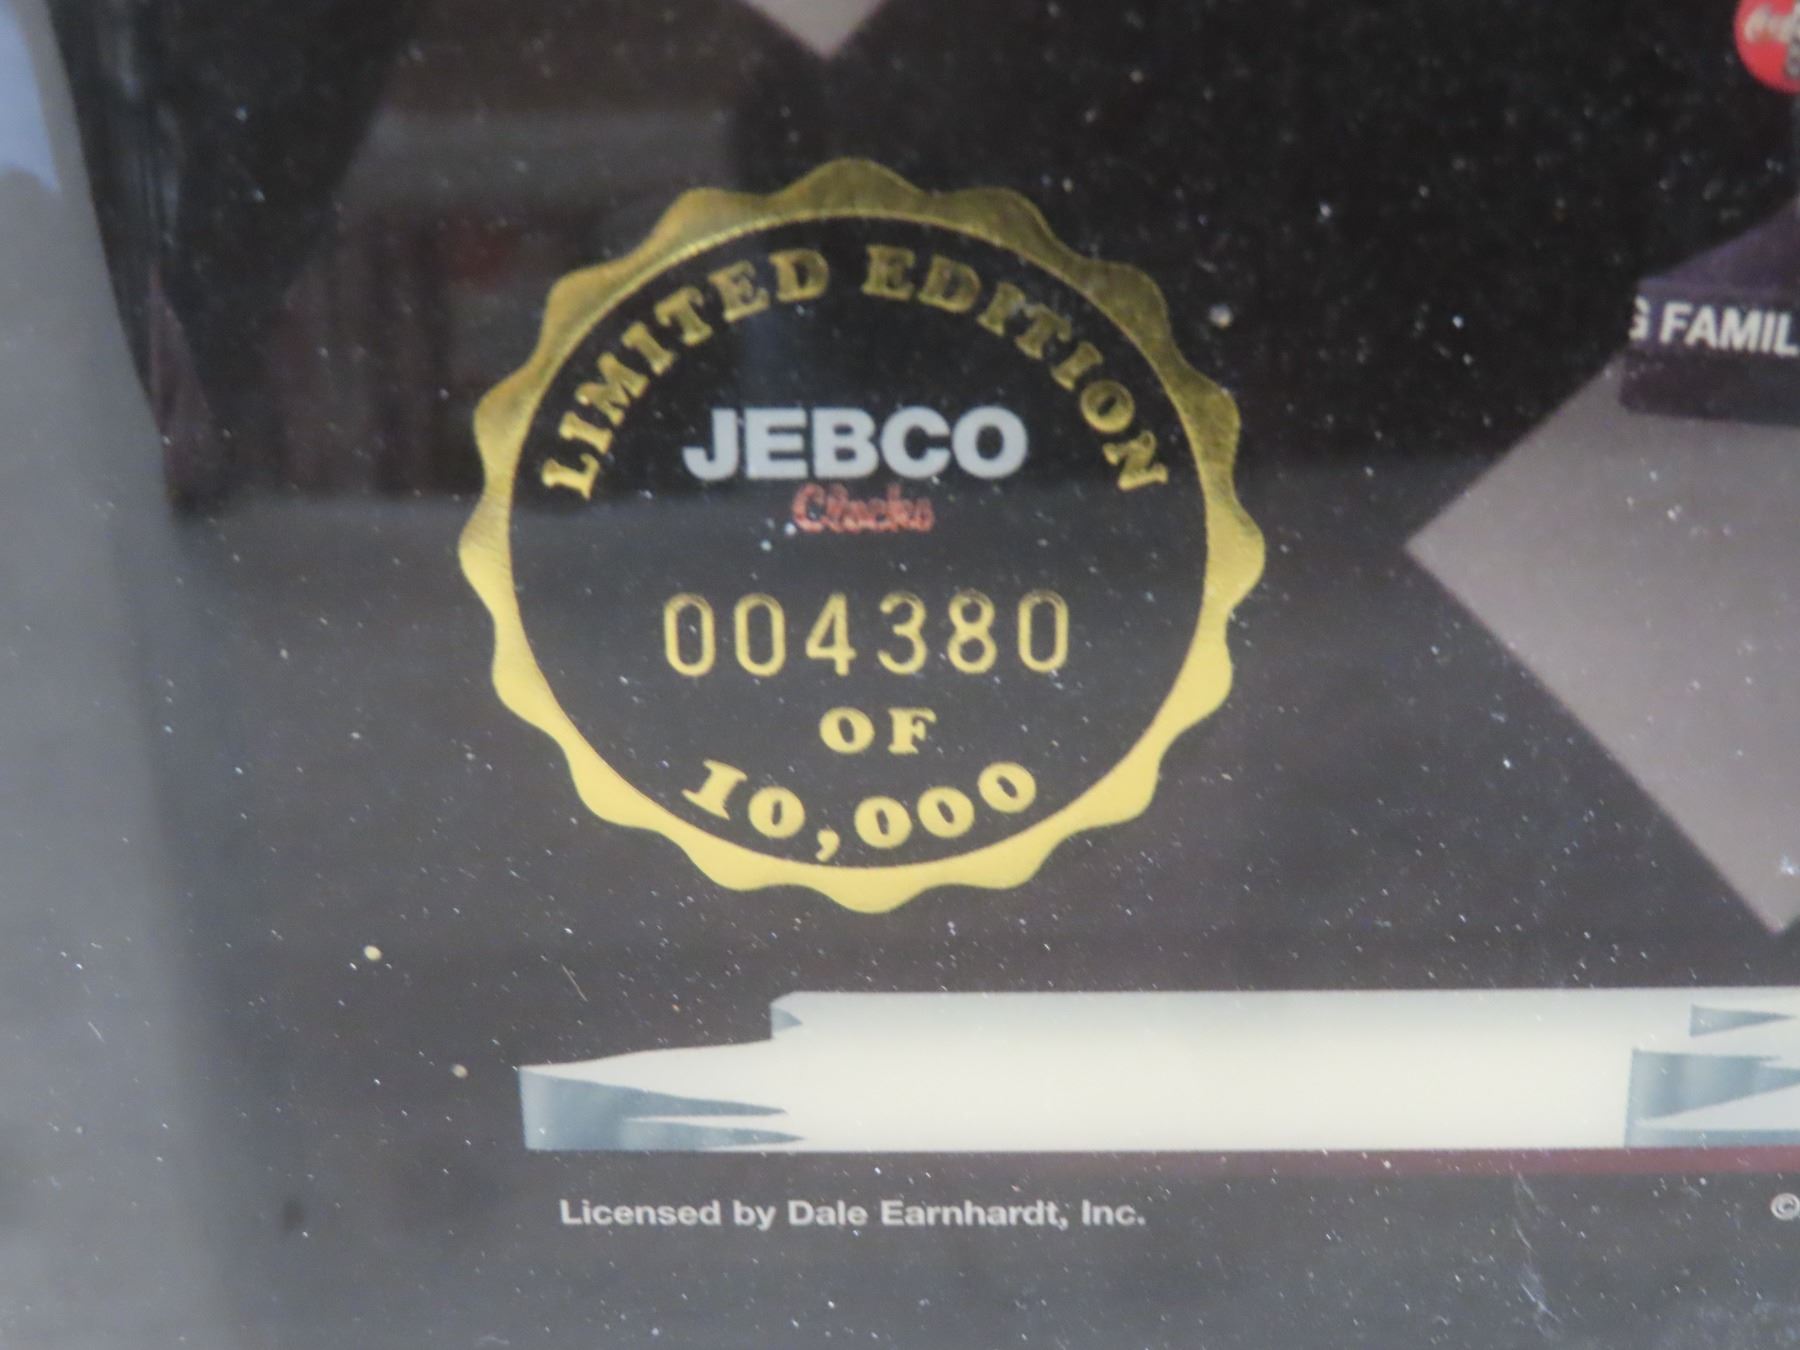 LIMITED EDITION
JEBCO
Clocks
004380
OF
10,000
G FAMIL
Licensed by Dale Earnhardt, Inc.
©